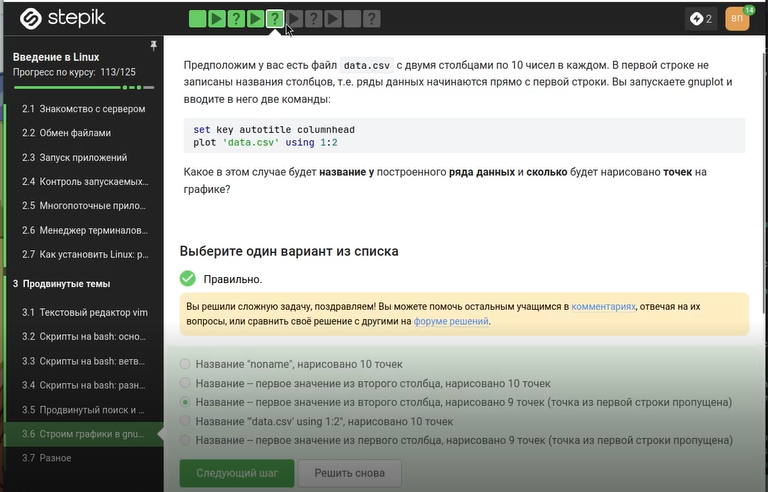 stepik
2
ВП
14
Введение в Linux
Прогресс по курсу: 113/125
2.1 Знакомство с сервером
2.2 Обмен файлами
2.3 Запуск приложений
2.4 Контроль запускаемых...
2.5 Многопоточные прило...
2.6 Менеджер терминалов...
2.7 Как установить Linux: р...
3 Продвинутые темы
3.1 Текстовый редактор vim
3.2 Скрипты на bash: осно...
3.3 Скрипты на bash: ветв...
3.4 Скрипты на bash: разн...
3.5 Продвинутый поиск и ...
3.6 Строим графики в gnu...
3.7 Разное
Предположим у вас есть файл data.csv с двумя столбцами по 10 чисел в каждом. В первой строке не
записаны названия столбцов, т.е. ряды данных начинаются прямо с первой строки. Вы запускаете gnuplot и
вводите в него две команды:
set key autotitle columnhead
plot 'data.csv' using 1:2
Какое в этом случае будет название у построенного ряда данных и сколько будет нарисовано точек на
графике?
Выберите один вариант из списка
Правильно.
Вы решили сложную задачу, поздравляем! Вы можете помочь остальным учащимся в комментариях, отвечая на их
вопросы, или сравнить своё решение с другими на форуме решений.
Название "noname", нарисовано 10 точек
Название -- первое значение из второго столбца, нарисовано 10 точек
Название -- первое значение из второго столбца, нарисовано 9 точек (точка из первой строки пропущена)
Название "'data.csv' using 1:2", нарисовано 10 точек
Название -- первое значение из первого столбца, нарисовано 9 точек (точка из первой строки пропущена)
Следующий шаг
Решить снова